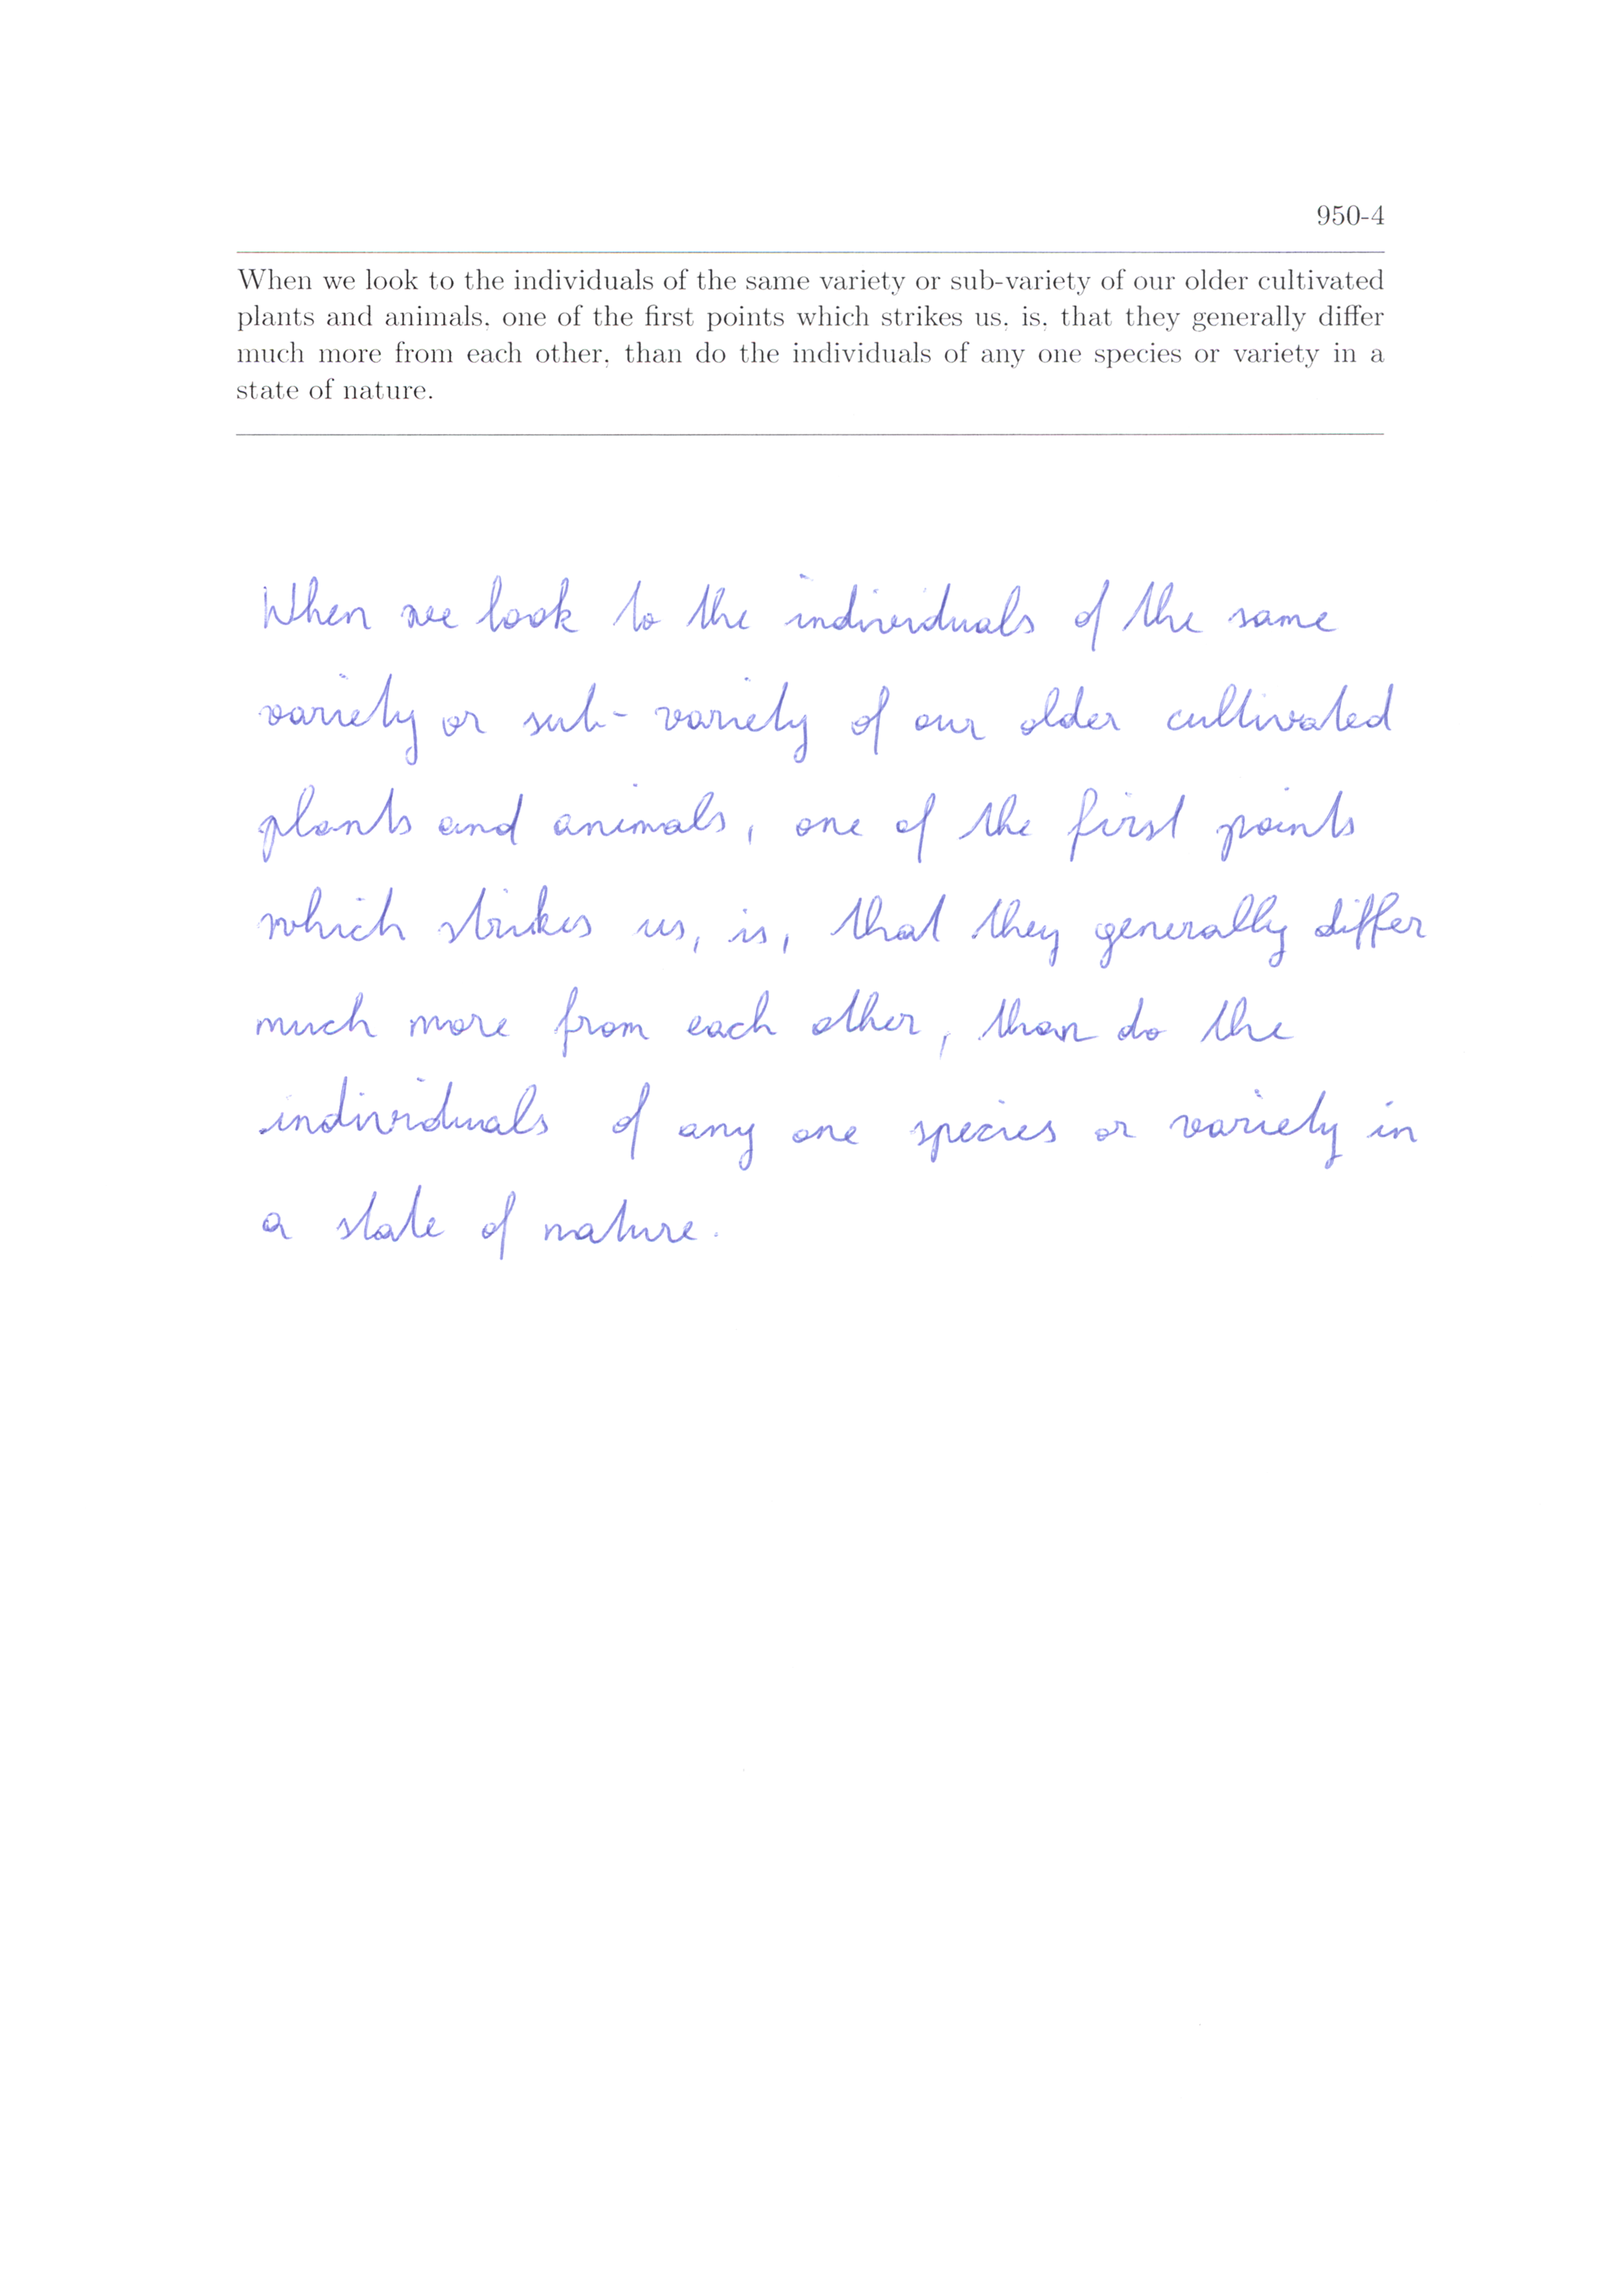 950-4
When we look to the individuals of the same variety or sub-variety of our older cultivated
plants and animals, one of the first points which strikes us, is, that they generally differ
much more from each other, than do the individuals of any one species or variety in a
state of nature.
When we look to the individuals of the same
variety or sub-variety of our older cultivated
plants and animals, one of the first points
which strikes us, is, that they generally differ
much more from each other, than do the
individuals of any one species or variety in
a state of nature.